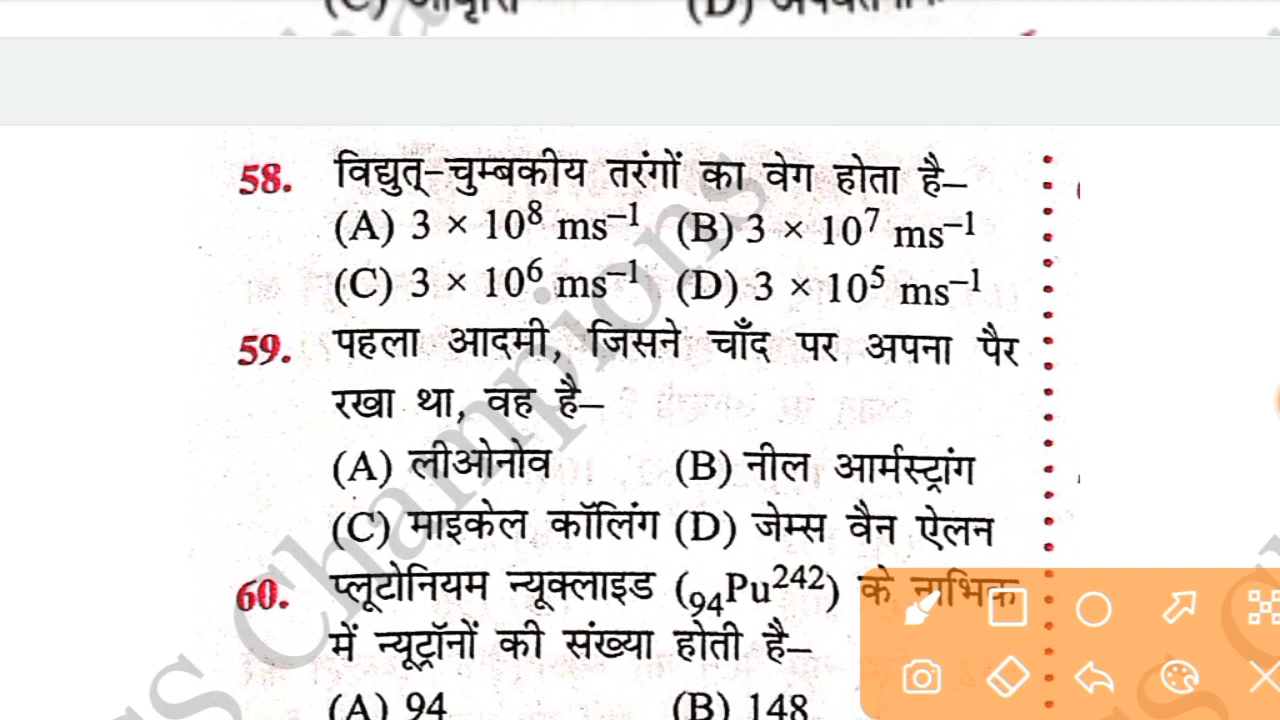 58. विद्युत्-चुम्बकीय तरंगों का वेग होता है–
(A) 3 × 10⁸ ms⁻¹ (B) 3 × 10⁷ ms⁻¹
(C) 3 × 10⁶ ms⁻¹ (D) 3 × 10⁵ ms⁻¹
59. पहला आदमी, जिसने चाँद पर अपना पैर
रखा था, वह है–
(A) लीओनोव (B) नील आर्मस्ट्रांग
(C) माइकेल कॉलिंग (D) जेम्स वैन ऐलन
60. प्लूटोनियम न्यूक्लाइड (₉₄Pu²⁴²) के नाभिक
में न्यूट्रॉनों की संख्या होती है–
(A) 94 (B) 148
Champions